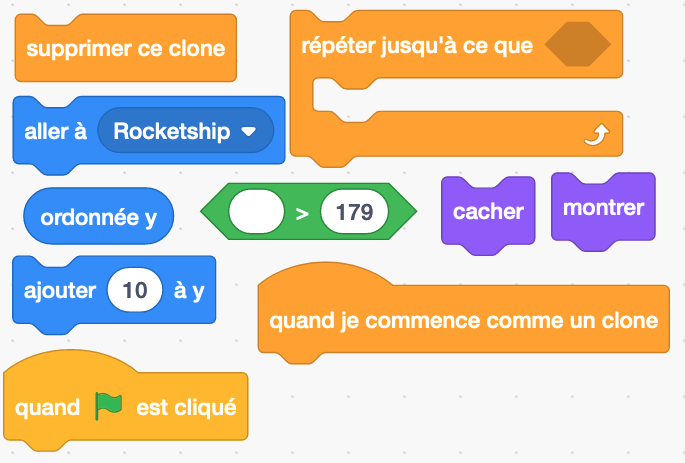 supprimer ce clone
répéter jusqu'à ce que
aller à Rocketship
ordonnée y
> 179
cacher
montrer
ajouter 10 à y
quand je commence comme un clone
quand est cliqué